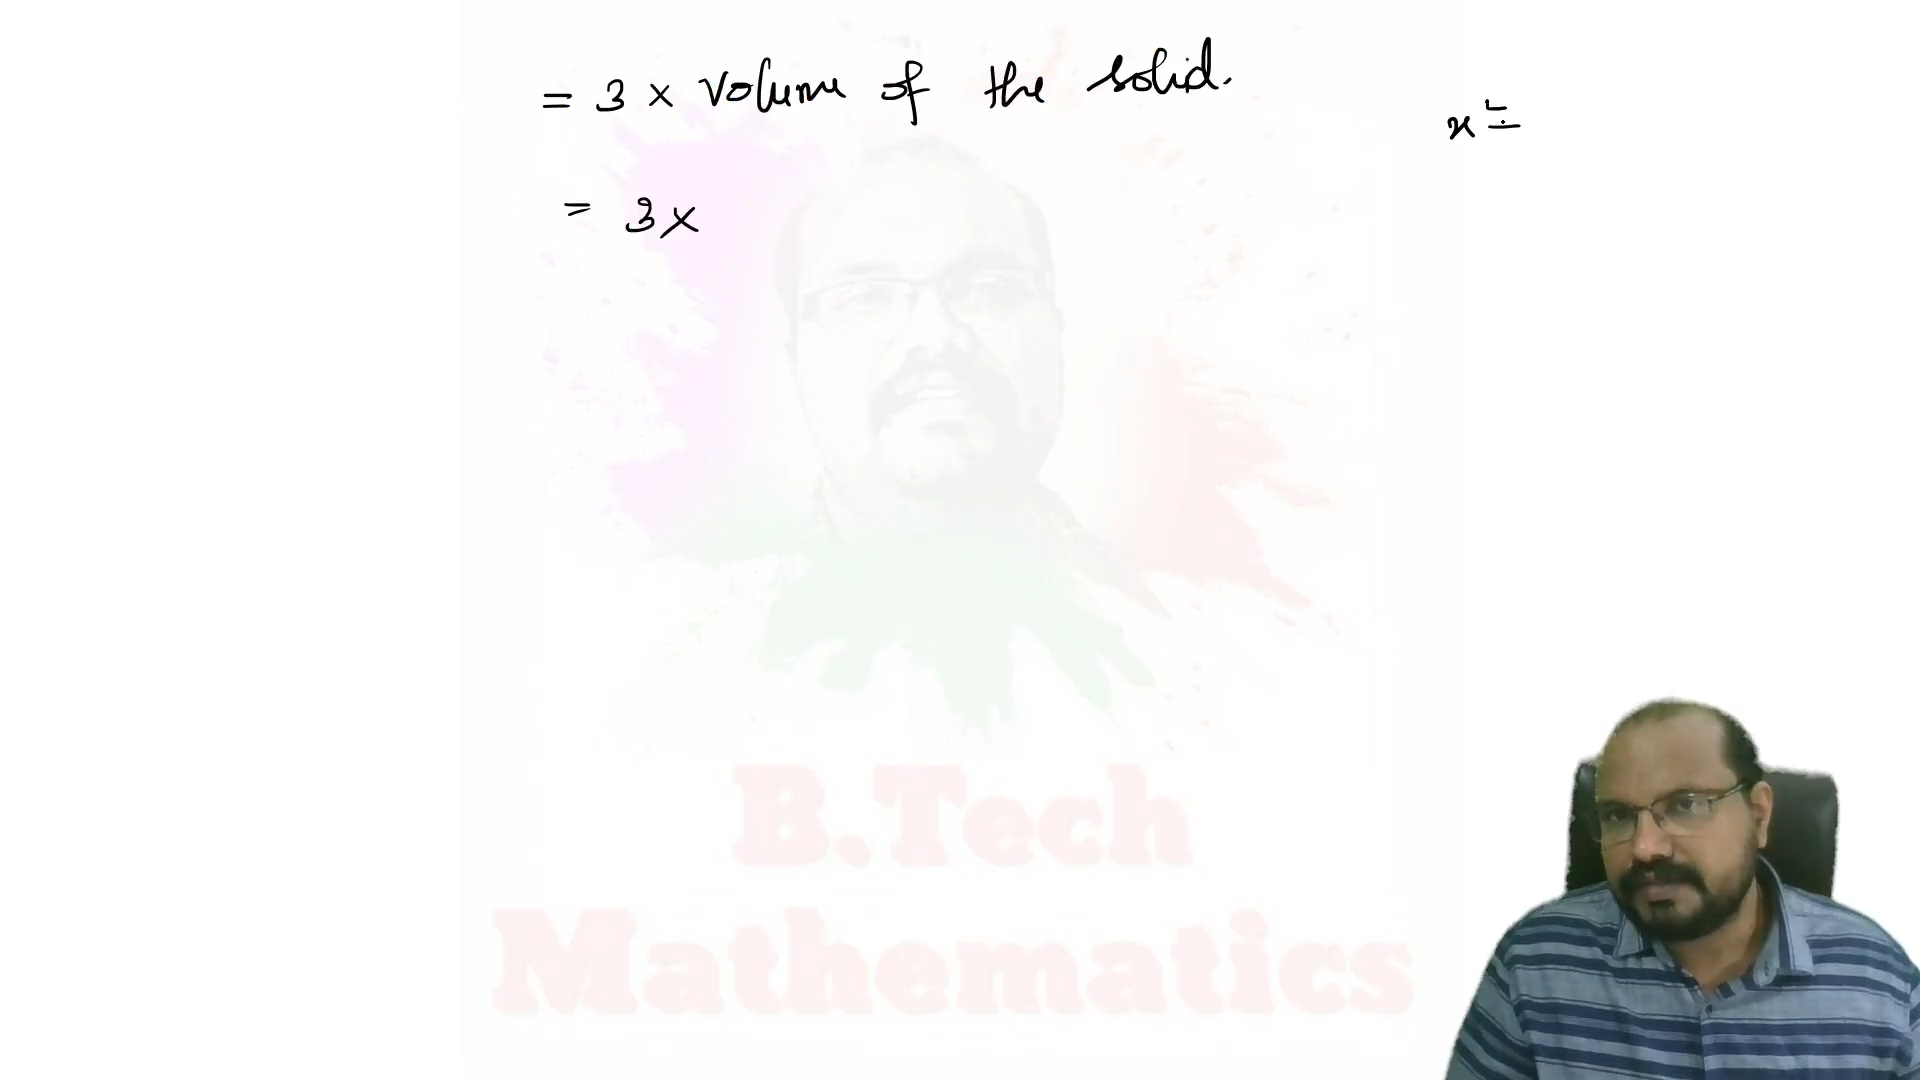 = 3 × volume of the solid.
= 3 ×
B.Tech
Mathematics